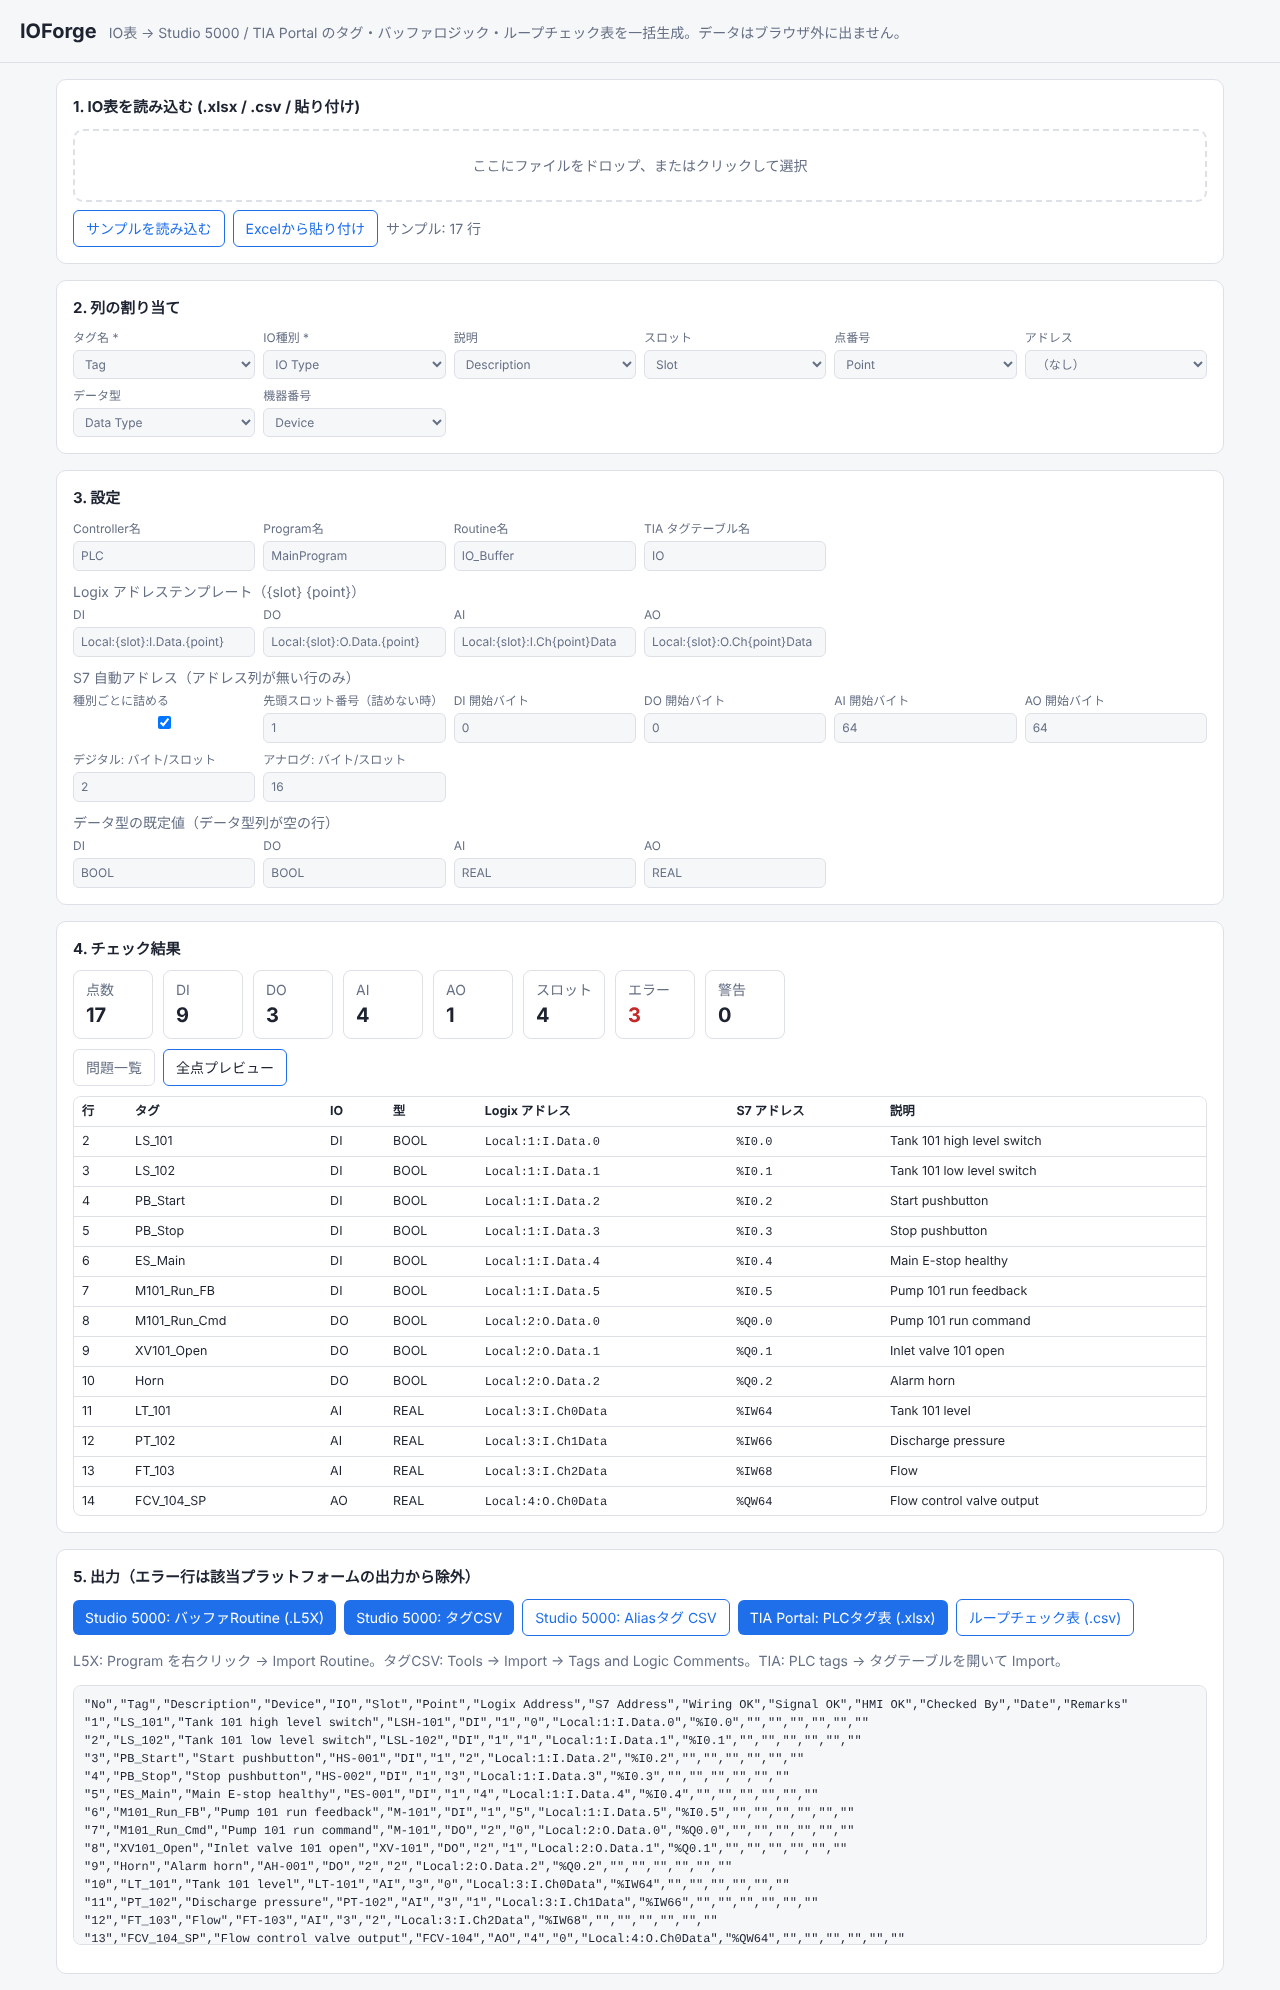 IOForge IO表 → Studio 5000 / TIA Portal のタグ・バッファロジック・ループチェック表を一括生成。データはブラウザ外に出ません。
1. IO表を読み込む (.xlsx / .csv / 貼り付け)
ここにファイルをドロップ、またはクリックして選択
サンプルを読み込む Excelから貼り付け サンプル: 17 行
2. 列の割り当て
タグ名 * IO種別 * 説明 スロット 点番号 アドレス
Tag IO Type Description Slot Point （なし）
データ型 機器番号
Data Type Device
3. 設定
Controller名 Program名 Routine名 TIA タグテーブル名
PLC MainProgram IO_Buffer IO
Logix アドレステンプレート（{slot} {point}）
DI DO AI AO
Local:{slot}:I.Data.{point} Local:{slot}:O.Data.{point} Local:{slot}:I.Ch{point}Data Local:{slot}:O.Ch{point}Data
S7 自動アドレス（アドレス列が無い行のみ）
種別ごとに詰める 先頭スロット番号（詰めない時） DI 開始バイト DO 開始バイト AI 開始バイト AO 開始バイト
1 0 0 64 64
デジタル: バイト/スロット アナログ: バイト/スロット
2 16
データ型の既定値（データ型列が空の行）
DI DO AI AO
BOOL BOOL REAL REAL
4. チェック結果
点数 DI DO AI AO スロット エラー 警告
17 9 3 4 1 4 3 0
問題一覧 全点プレビュー
行 タグ IO 型 Logix アドレス S7 アドレス 説明
2 LS_101 DI BOOL Local:1:I.Data.0 %I0.0 Tank 101 high level switch
3 LS_102 DI BOOL Local:1:I.Data.1 %I0.1 Tank 101 low level switch
4 PB_Start DI BOOL Local:1:I.Data.2 %I0.2 Start pushbutton
5 PB_Stop DI BOOL Local:1:I.Data.3 %I0.3 Stop pushbutton
6 ES_Main DI BOOL Local:1:I.Data.4 %I0.4 Main E-stop healthy
7 M101_Run_FB DI BOOL Local:1:I.Data.5 %I0.5 Pump 101 run feedback
8 M101_Run_Cmd DO BOOL Local:2:O.Data.0 %Q0.0 Pump 101 run command
9 XV101_Open DO BOOL Local:2:O.Data.1 %Q0.1 Inlet valve 101 open
10 Horn DO BOOL Local:2:O.Data.2 %Q0.2 Alarm horn
11 LT_101 AI REAL Local:3:I.Ch0Data %IW64 Tank 101 level
12 PT_102 AI REAL Local:3:I.Ch1Data %IW66 Discharge pressure
13 FT_103 AI REAL Local:3:I.Ch2Data %IW68 Flow
14 FCV_104_SP AO REAL Local:4:O.Ch0Data %QW64 Flow control valve output
5. 出力（エラー行は該当プラットフォームの出力から除外）
Studio 5000: バッファRoutine (.L5X) Studio 5000: タグCSV Studio 5000: Aliasタグ CSV TIA Portal: PLCタグ表 (.xlsx) ループチェック表 (.csv)
L5X: Program を右クリック → Import Routine。タグCSV: Tools → Import → Tags and Logic Comments。TIA: PLC tags → タグテーブルを開いて Import。
"No","Tag","Description","Device","IO","Slot","Point","Logix Address","S7 Address","Wiring OK","Signal OK","HMI OK","Checked By","Date","Remarks"
"1","LS_101","Tank 101 high level switch","LSH-101","DI","1","0","Local:1:I.Data.0","%I0.0","","","","","",""
"2","LS_102","Tank 101 low level switch","LSL-102","DI","1","1","Local:1:I.Data.1","%I0.1","","","","","",""
"3","PB_Start","Start pushbutton","HS-001","DI","1","2","Local:1:I.Data.2","%I0.2","","","","","",""
"4","PB_Stop","Stop pushbutton","HS-002","DI","1","3","Local:1:I.Data.3","%I0.3","","","","","",""
"5","ES_Main","Main E-stop healthy","ES-001","DI","1","4","Local:1:I.Data.4","%I0.4","","","","","",""
"6","M101_Run_FB","Pump 101 run feedback","M-101","DI","1","5","Local:1:I.Data.5","%I0.5","","","","","",""
"7","M101_Run_Cmd","Pump 101 run command","M-101","DO","2","0","Local:2:O.Data.0","%Q0.0","","","","","",""
"8","XV101_Open","Inlet valve 101 open","XV-101","DO","2","1","Local:2:O.Data.1","%Q0.1","","","","","",""
"9","Horn","Alarm horn","AH-001","DO","2","2","Local:2:O.Data.2","%Q0.2","","","","","",""
"10","LT_101","Tank 101 level","LT-101","AI","3","0","Local:3:I.Ch0Data","%IW64","","","","","",""
"11","PT_102","Discharge pressure","PT-102","AI","3","1","Local:3:I.Ch1Data","%IW66","","","","","",""
"12","FT_103","Flow","FT-103","AI","3","2","Local:3:I.Ch2Data","%IW68","","","","","",""
"13","FCV_104_SP","Flow control valve output","FCV-104","AO","4","0","Local:4:O.Ch0Data","%QW64","","","","","",""